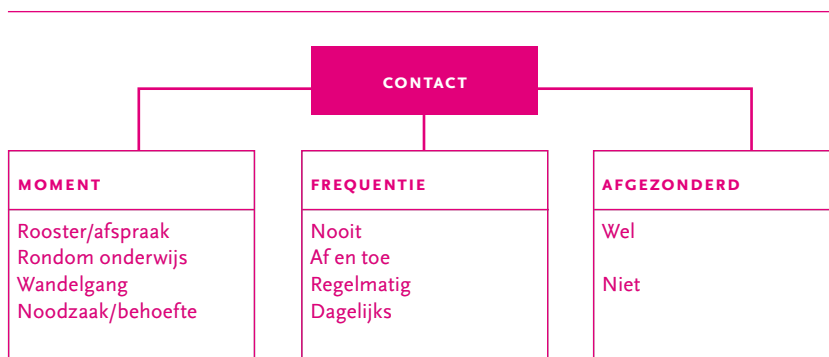 CONTACT
MOMENT
Rooster/afspraak
Rondom onderwijs
Wandelgang
Noodzaak/behoefte
FREQUENTIE
Nooit
Af en toe
Regelmatig
Dagelijks
AFGEZONDERD
Wel
Niet